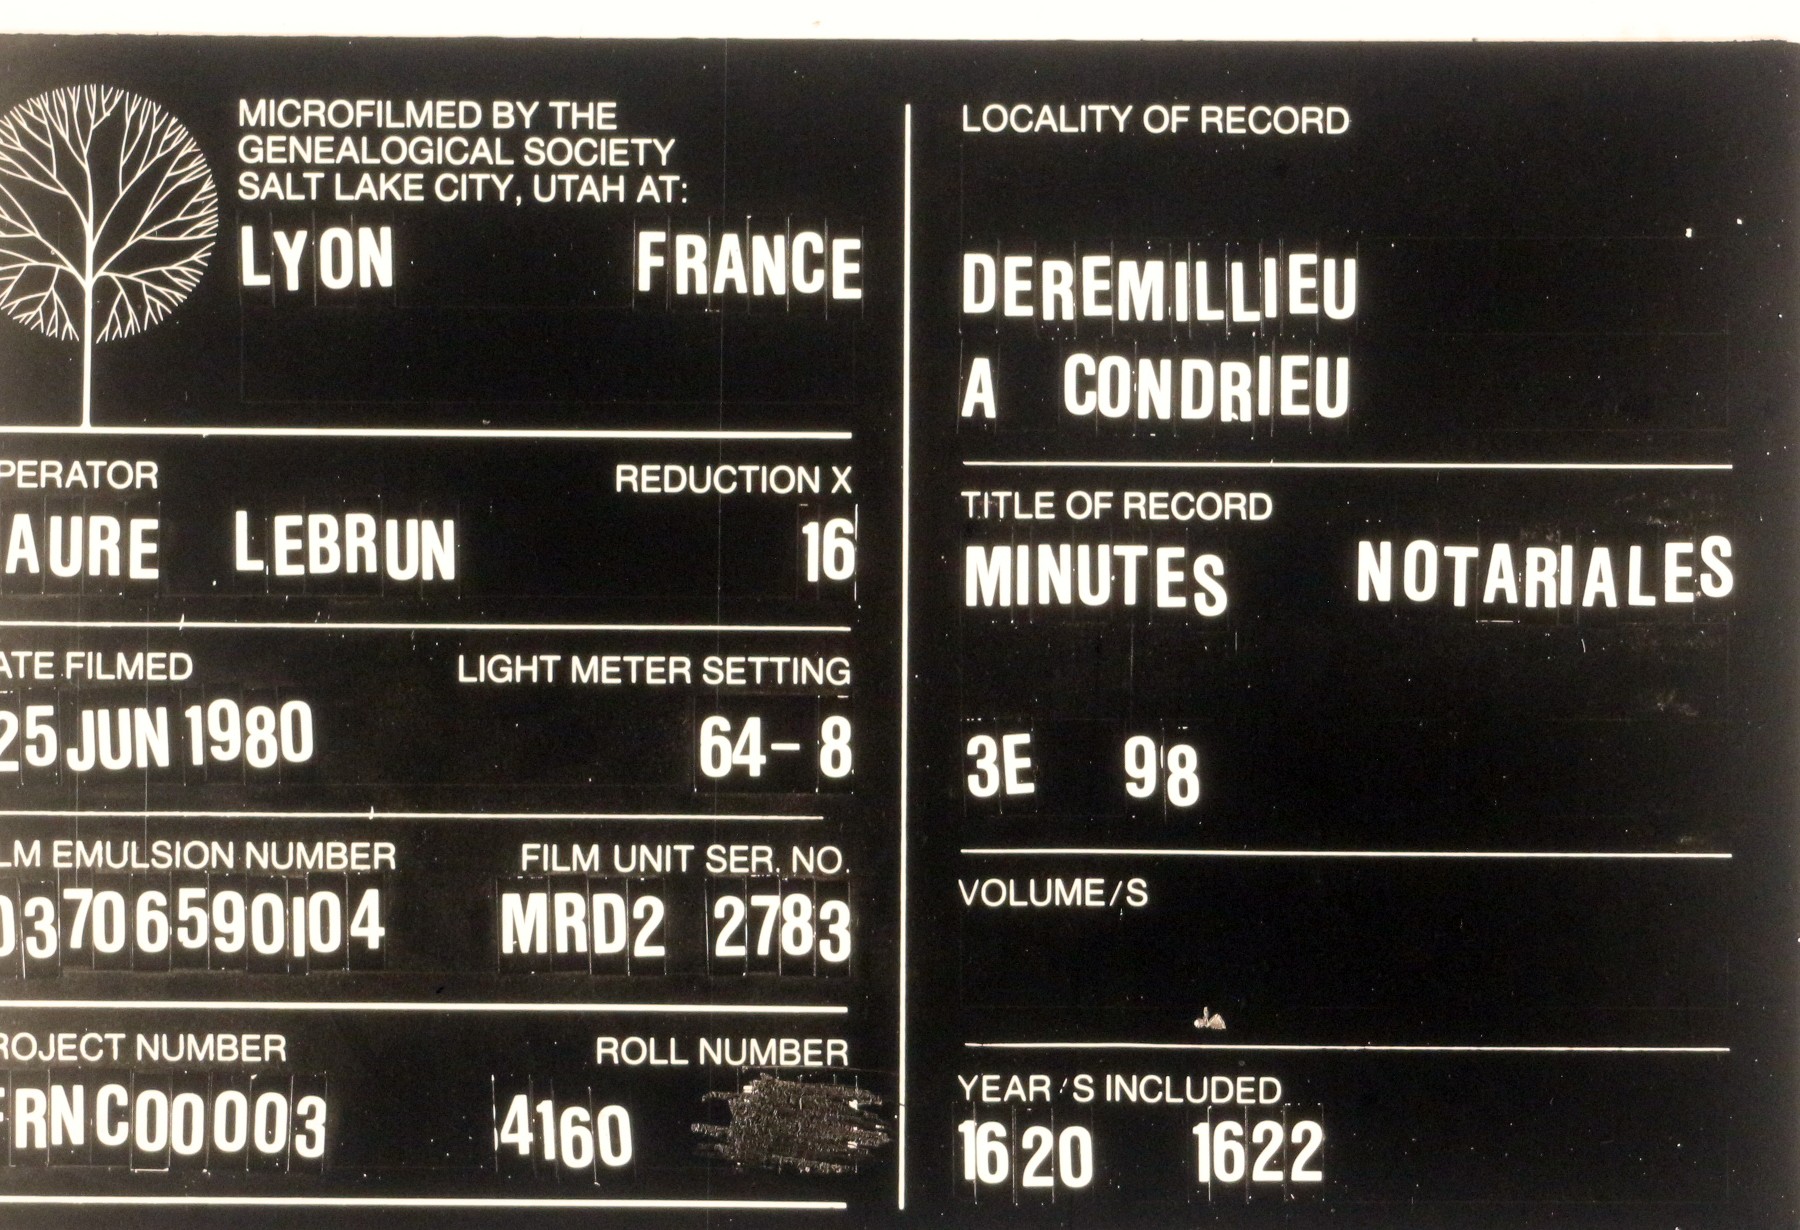 MICROFILMED BY THE
GENEALOGICAL SOCIETY
SALT LAKE CITY, UTAH AT:
LYON FRANCE
PERATOR REDUCTION X
AURE LEBRUN 16
ATE FILMED LIGHT METER SETTING
25 JUN 1980 64-8
LM EMULSION NUMBER FILM UNIT SER. NO.
03706590104 MRD2 2783
ROJECT NUMBER ROLL NUMBER
FRNC00003 4160
LOCALITY OF RECORD
DEREMILLIEU
A CONDRIEU
TITLE OF RECORD
MINUTES NOTARIALES
3E 98
VOLUME/S
YEAR/S INCLUDED
1620 1622